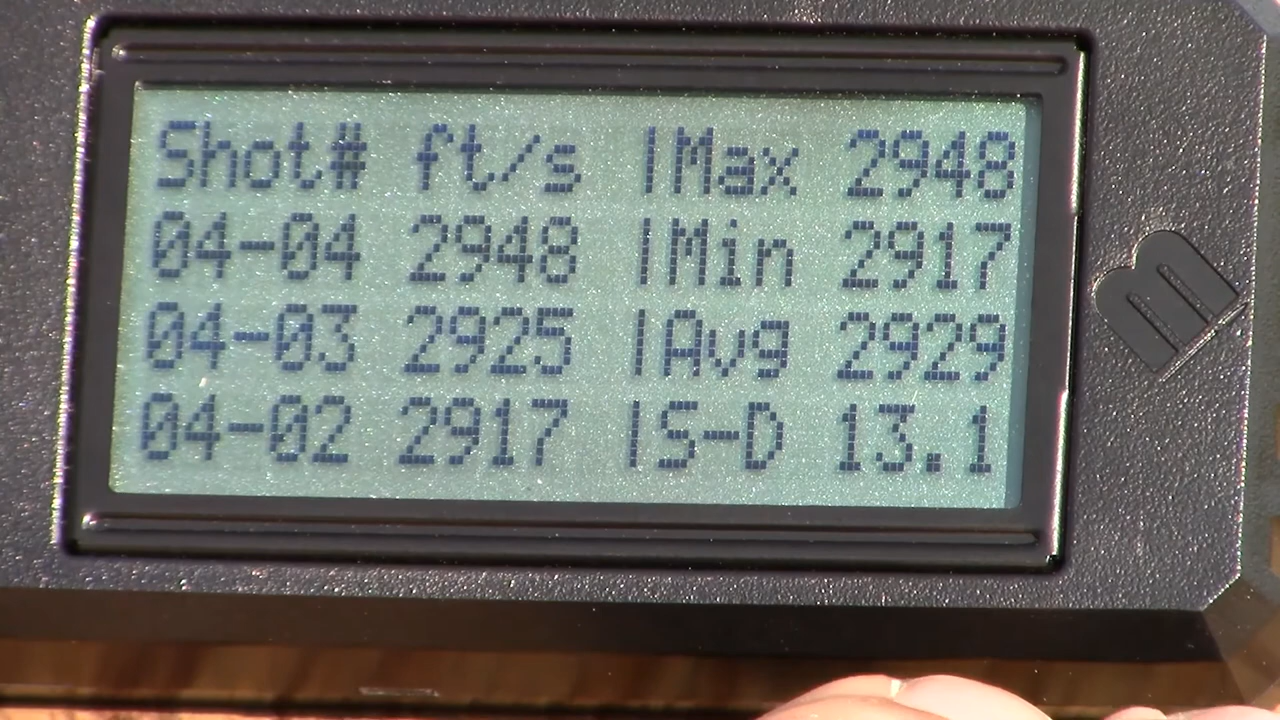 Shot# ft/s |Max 2948
04-04 2948 |Min 2917
04-03 2925 |Avg 2929
04-02 2917 |S-D 13.1